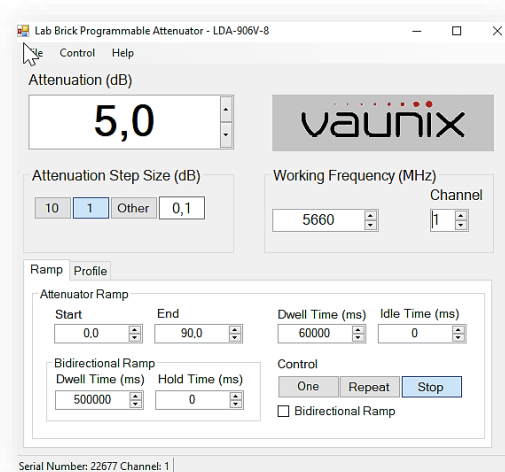 Lab Brick Programmable Attenuator - LDA-906V-8
Control Help
Attenuation (dB)
5,0
vaunix
Attenuation Step Size (dB)
10 1 Other 0,1
Working Frequency (MHz)
Channel
5660 1
Ramp Profile
Attenuator Ramp
Start End Dwell Time (ms) Idle Time (ms)
0,0 90,0 60000 0
Bidirectional Ramp
Dwell Time (ms) Hold Time (ms)
500000 0
Control
One Repeat Stop
Bidirectional Ramp
Serial Number: 22677 Channel: 1